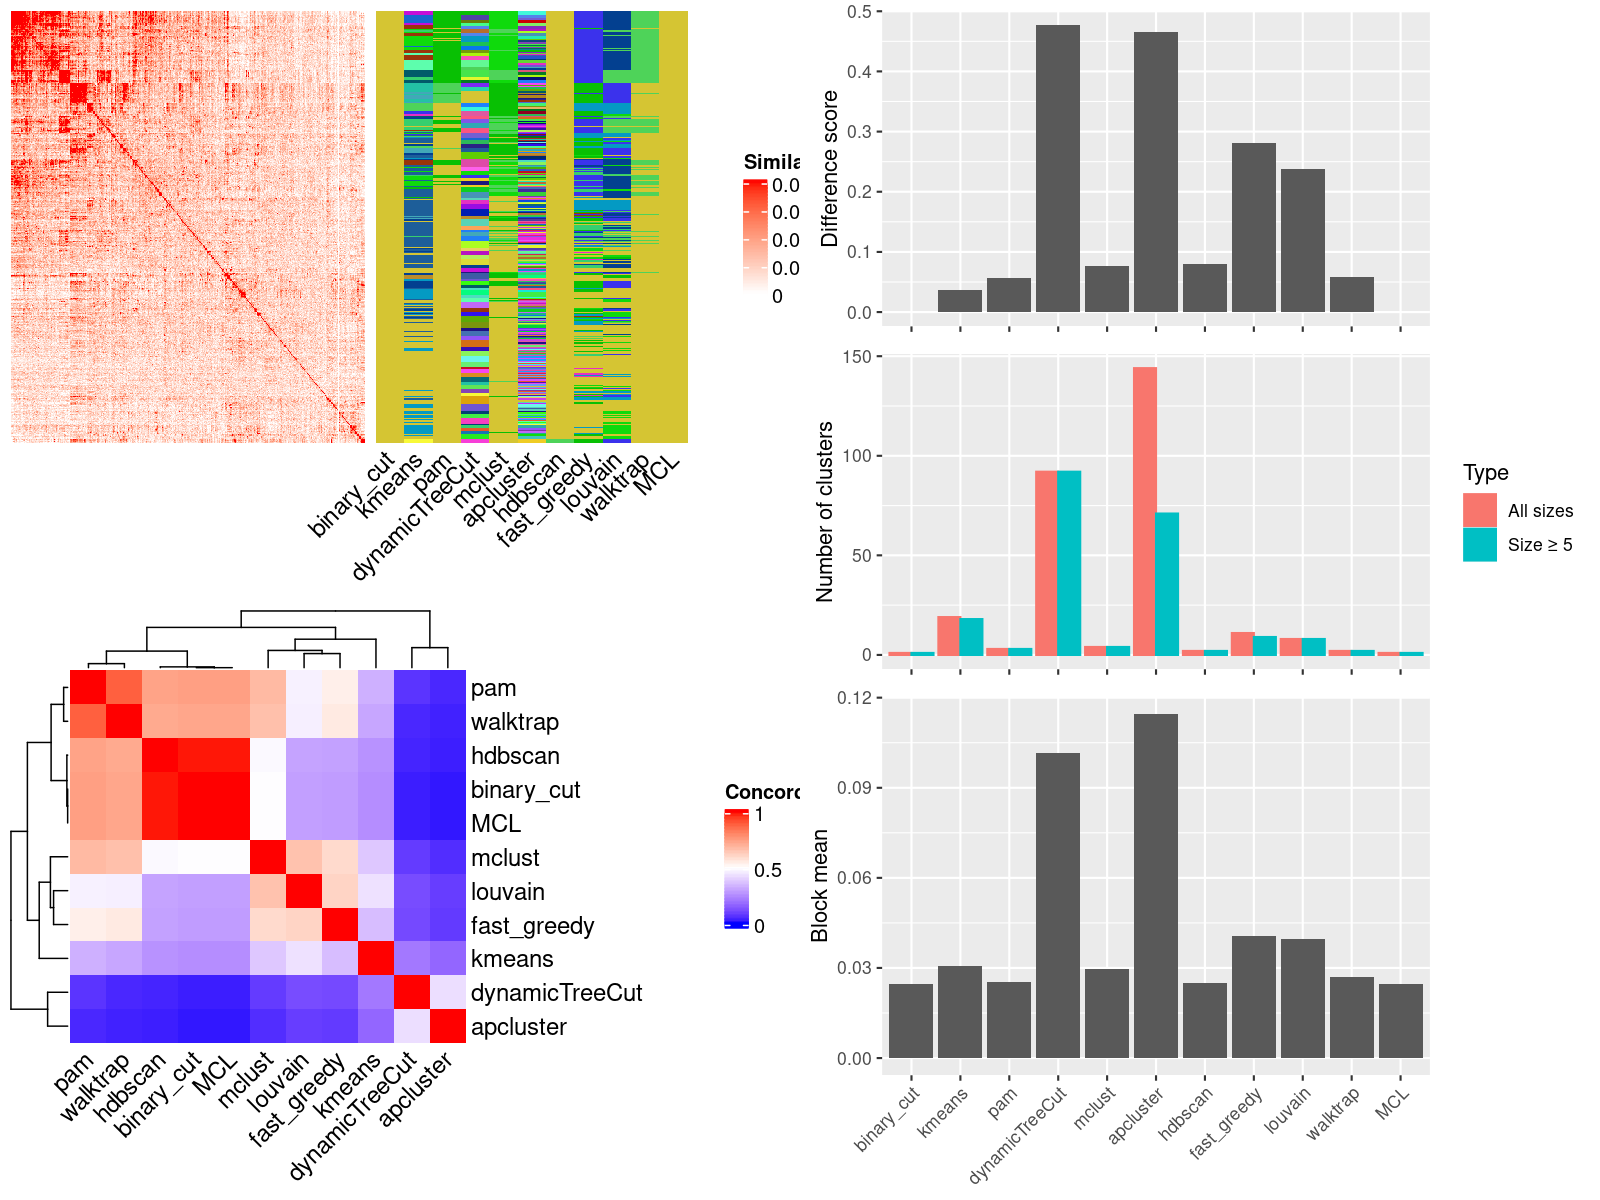 Simila
0.0
0.0
0.0
0.0
0
binary_cut
kmeans
pam
dynamicTreeCut
mclust
apcluster
hdbscan
fast_greedy
louvain
walktrap
MCL
pam
walktrap
hdbscan
binary_cut
MCL
mclust
louvain
fast_greedy
kmeans
dynamicTreeCut
apcluster
pam
walktrap
hdbscan
binary_cut
MCL
mclust
louvain
fast_greedy
kmeans
dynamicTreeCut
apcluster
Concord
1
0.5
0
Difference score
0.5
0.4
0.3
0.2
0.1
0.0
Number of clusters
150
100
50
0
Type
All sizes
Size ≥ 5
Block mean
0.12
0.09
0.06
0.03
0.00
binary_cut
kmeans
pam
dynamicTreeCut
mclust
apcluster
hdbscan
fast_greedy
louvain
walktrap
MCL